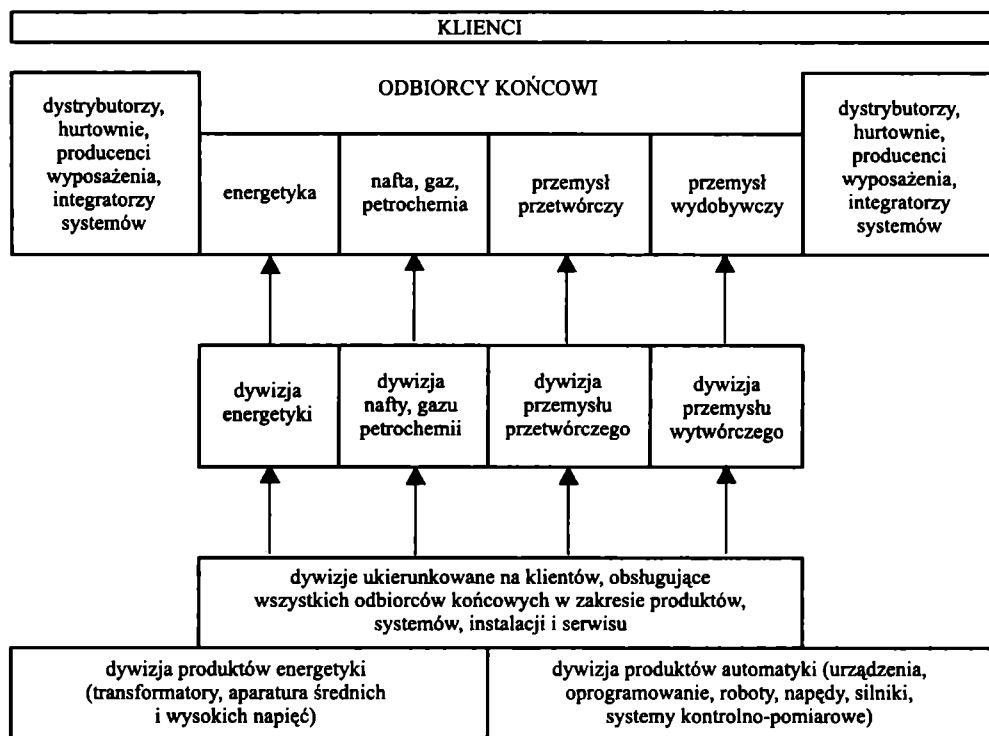 KLIENCI
ODBIORCY KOŃCOWI
dystrybutorzy,
hurtownie,
producenci
wyposażenia,
integratorzy
systemów
energetyka
nafta, gaz,
petrochemia
przemysł
przetwórczy
przemysł
wydobywczy
dystrybutorzy,
hurtownie,
producenci
wyposażenia,
integratorzy
systemów
dywizja
energetyki
dywizja
nafty, gazu
petrochemii
dywizja
przemysłu
przetwórczego
dywizja
przemysłu
wytwórczego
dywizje ukierunkowane na klientów, obsługujące
wszystkich odbiorców końcowych w zakresie produktów,
systemów, instalacji i serwisu
dywizja produktów energetyki
(transformatory, aparatura średnich
i wysokich napięć)
dywizja produktów automatyki (urządzenia,
oprogramowanie, roboty, napędy, silniki,
systemy kontrolno-pomiarowe)